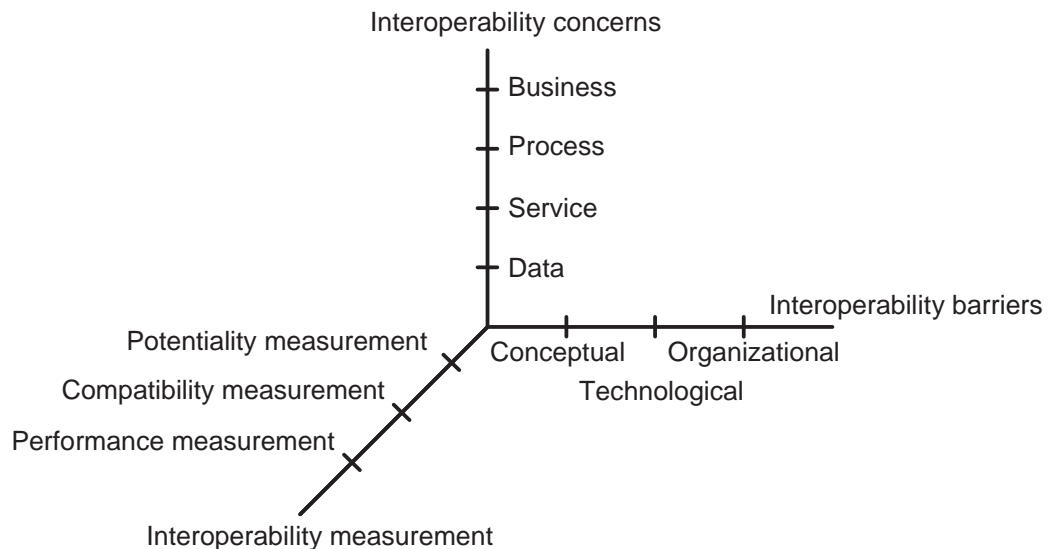 Interoperability concerns
Business
Process
Service
Data
Interoperability barriers
Conceptual
Organizational
Technological
Potentiality measurement
Compatibility measurement
Performance measurement
Interoperability measurement